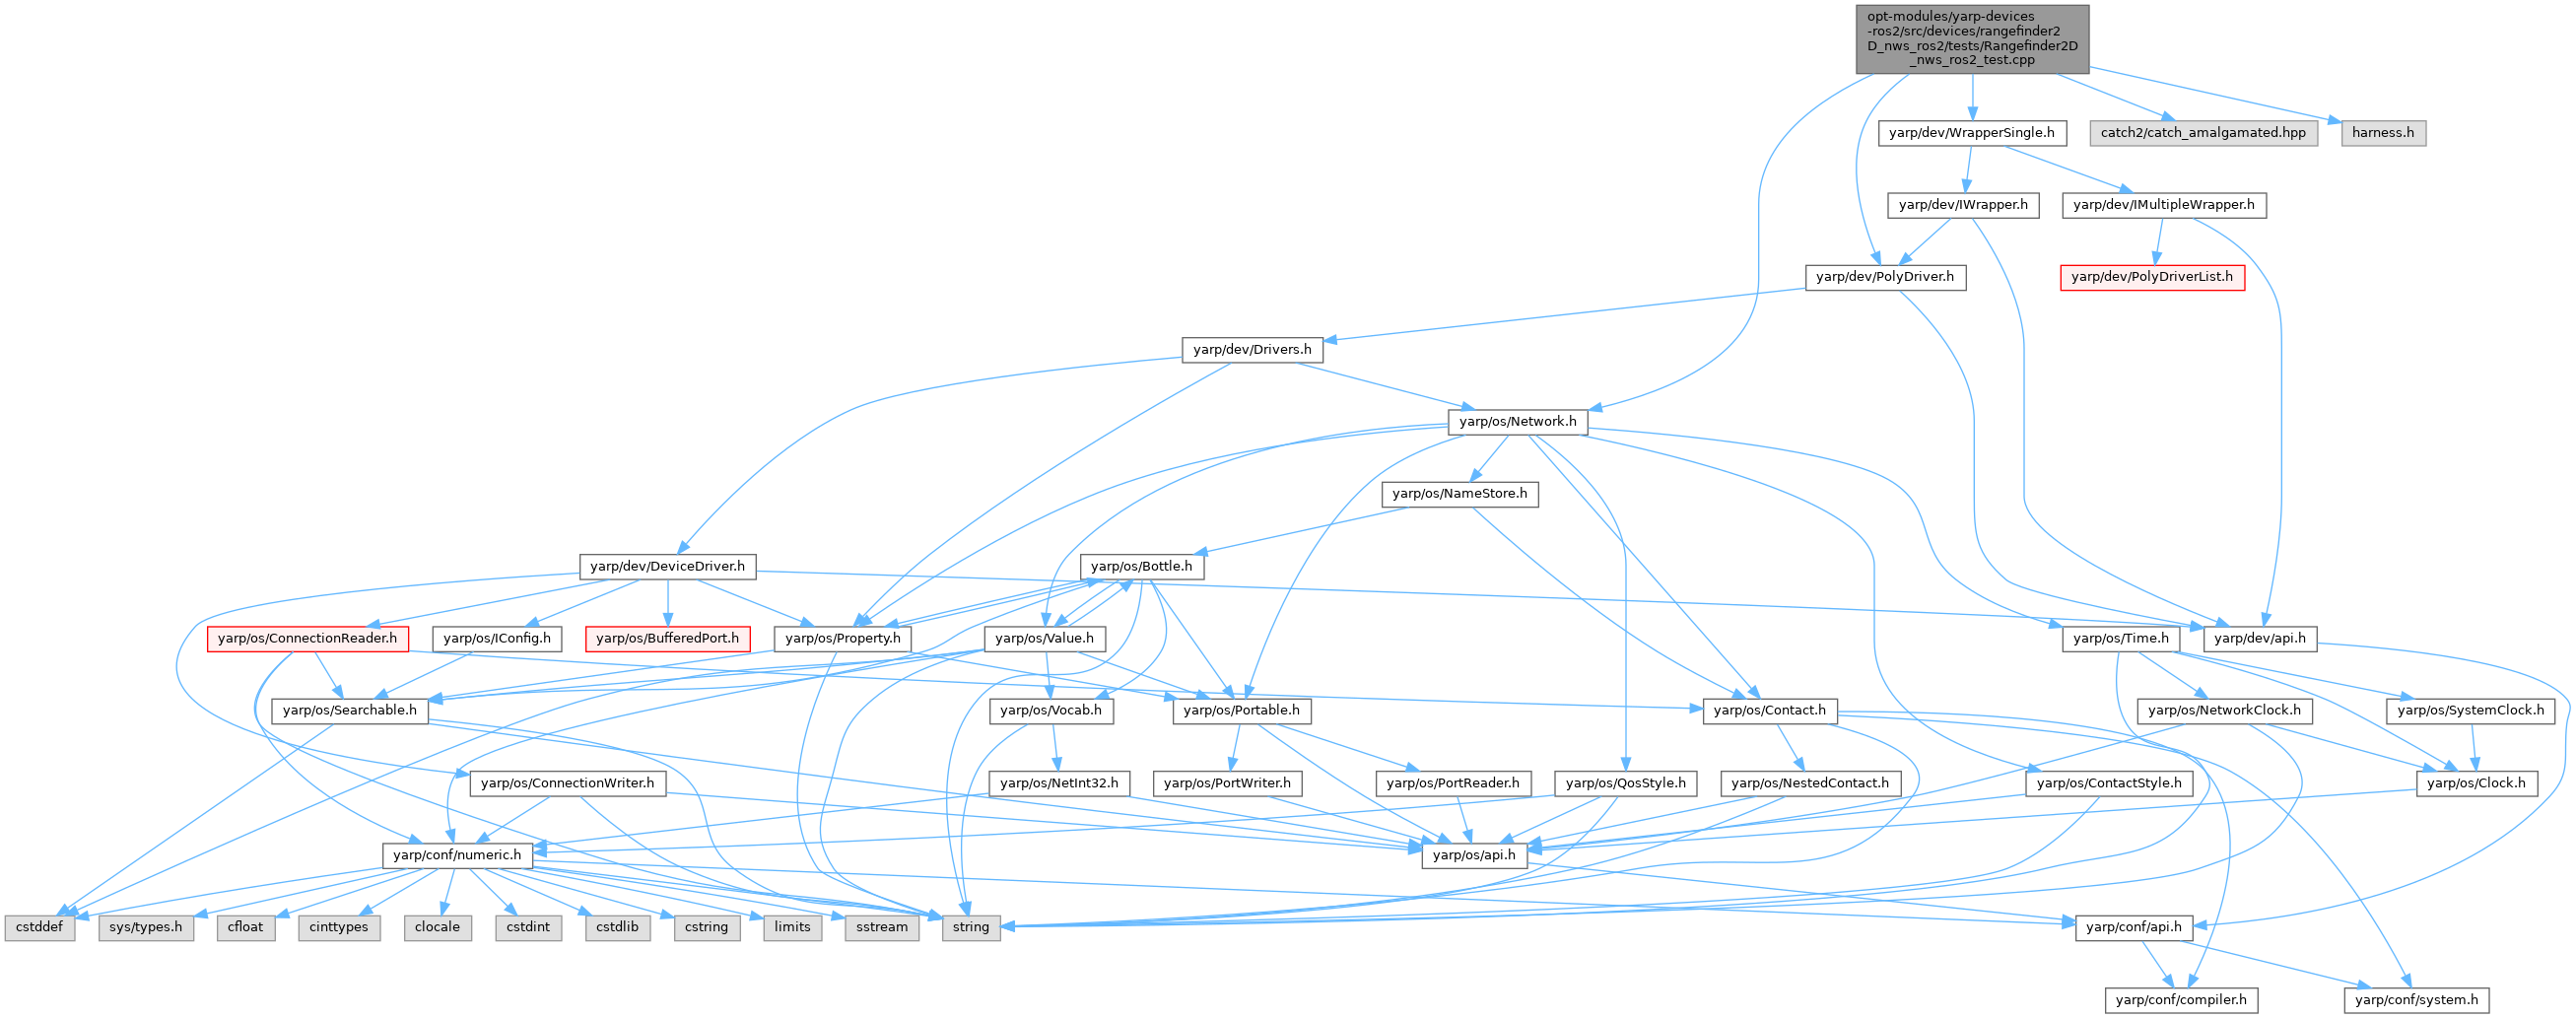 opt-modules/yarp-devices
-ros2/src/devices/rangefinder2
D_nws_ros2/tests/Rangefinder2D
_nws_ros2_test.cpp
yarp/dev/WrapperSingle.h
catch2/catch_amalgamated.hpp
harness.h
yarp/dev/IWrapper.h
yarp/dev/IMultipleWrapper.h
yarp/dev/PolyDriver.h
yarp/dev/PolyDriverList.h
yarp/dev/Drivers.h
yarp/os/Network.h
yarp/os/NameStore.h
yarp/dev/DeviceDriver.h
yarp/os/Bottle.h
yarp/os/ConnectionReader.h
yarp/os/IConfig.h
yarp/os/BufferedPort.h
yarp/os/Property.h
yarp/os/Value.h
yarp/os/Time.h
yarp/dev/api.h
yarp/os/Searchable.h
yarp/os/Vocab.h
yarp/os/Portable.h
yarp/os/Contact.h
yarp/os/NetworkClock.h
yarp/os/SystemClock.h
yarp/os/ConnectionWriter.h
yarp/os/NetInt32.h
yarp/os/PortWriter.h
yarp/os/PortReader.h
yarp/os/QosStyle.h
yarp/os/NestedContact.h
yarp/os/ContactStyle.h
yarp/os/Clock.h
yarp/conf/numeric.h
yarp/os/api.h
cstddef
sys/types.h
cfloat
cinttypes
clocale
cstdint
cstdlib
cstring
limits
sstream
string
yarp/conf/api.h
yarp/conf/compiler.h
yarp/conf/system.h